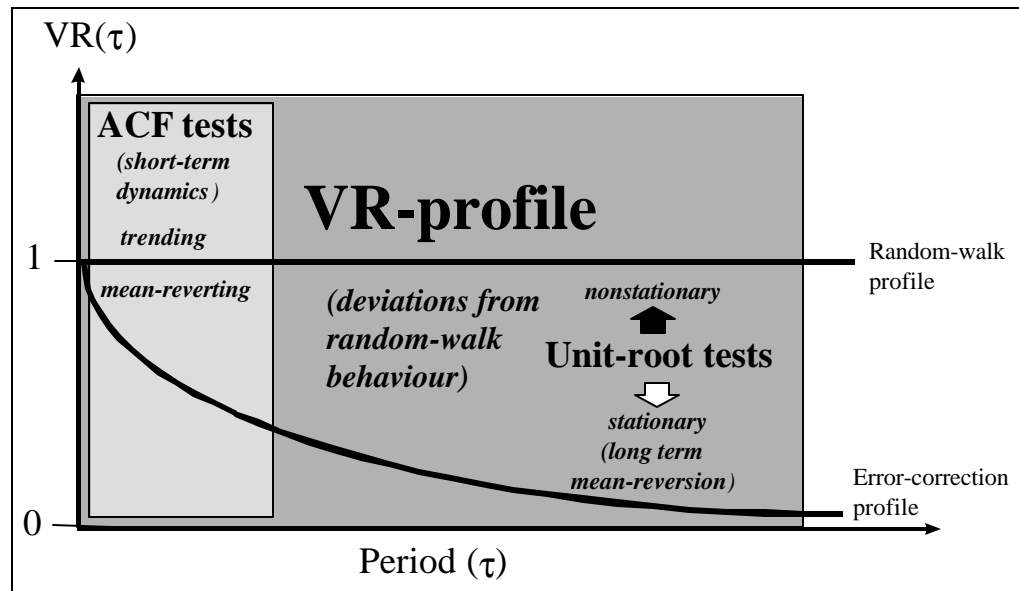 VR(τ)
ACF tests
(short-term
dynamics)
trending
mean-reverting
VR-profile
(deviations from
random-walk
behaviour)
nonstationary
Unit-root tests
stationary
(long term
mean-reversion)
1
0
Random-walk
profile
Error-correction
profile
Period (τ)